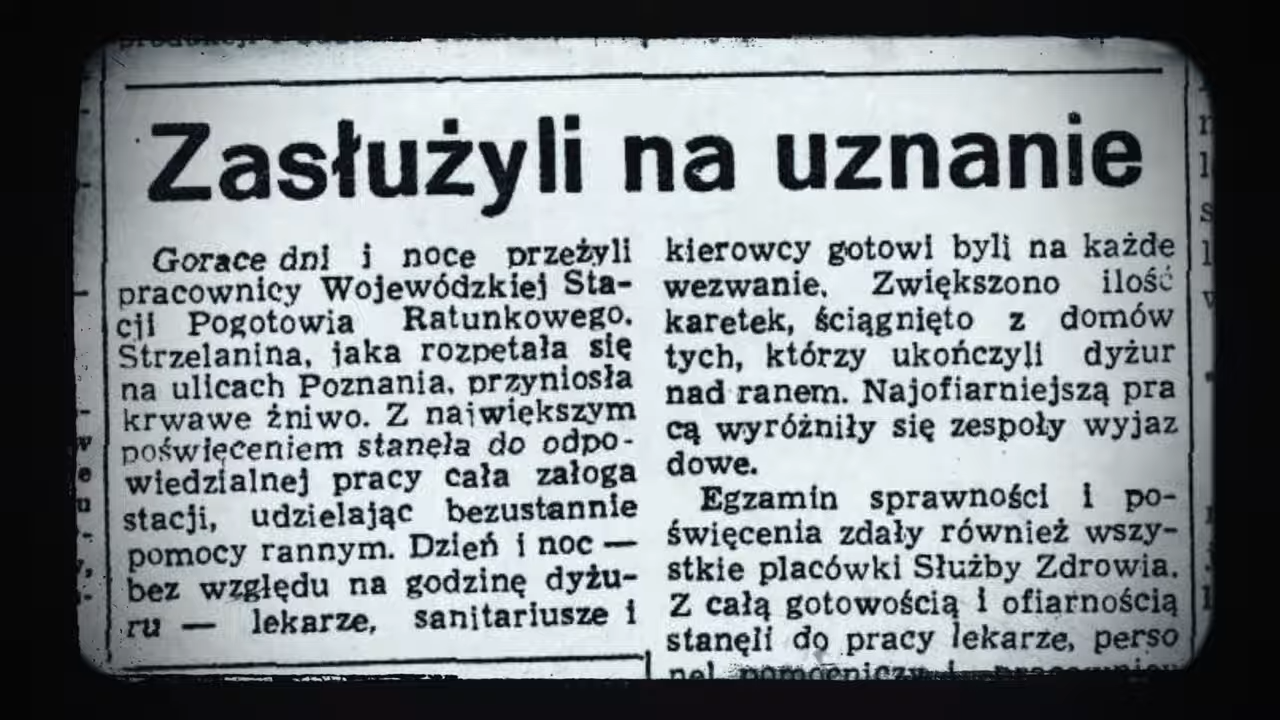 Zasłużyli na uznanie
Gorące dni i noce przeżyli
pracownicy Wojewódzkiej Sta-
cji Pogotowia Ratunkowego.
Strzelanina, jaka rozpętała się
na ulicach Poznania, przyniosła
krwawe żniwo. Z największym
poświęceniem stanęła do odpo-
wiedzialnej pracy cała załoga
stacji, udzielając bezustannie
pomocy rannym. Dzień i noc —
bez względu na godzinę dyżu-
ru — lekarze, sanitariusze i
kierowcy gotowi byli na każde
wezwanie. Zwiększono ilość
karetek, ściągnięto z domów
tych, którzy ukończyli dyżur
nad ranem. Najofiarniejszą pra
cą wyróżniły się zespoły wyjaz
dowe.
Egzamin sprawności i po-
święcenia zdały również wszy-
stkie placówki Służby Zdrowia.
Z całą gotowością i ofiarnością
stanęli do pracy lekarze, perso
nel pomocniczy i